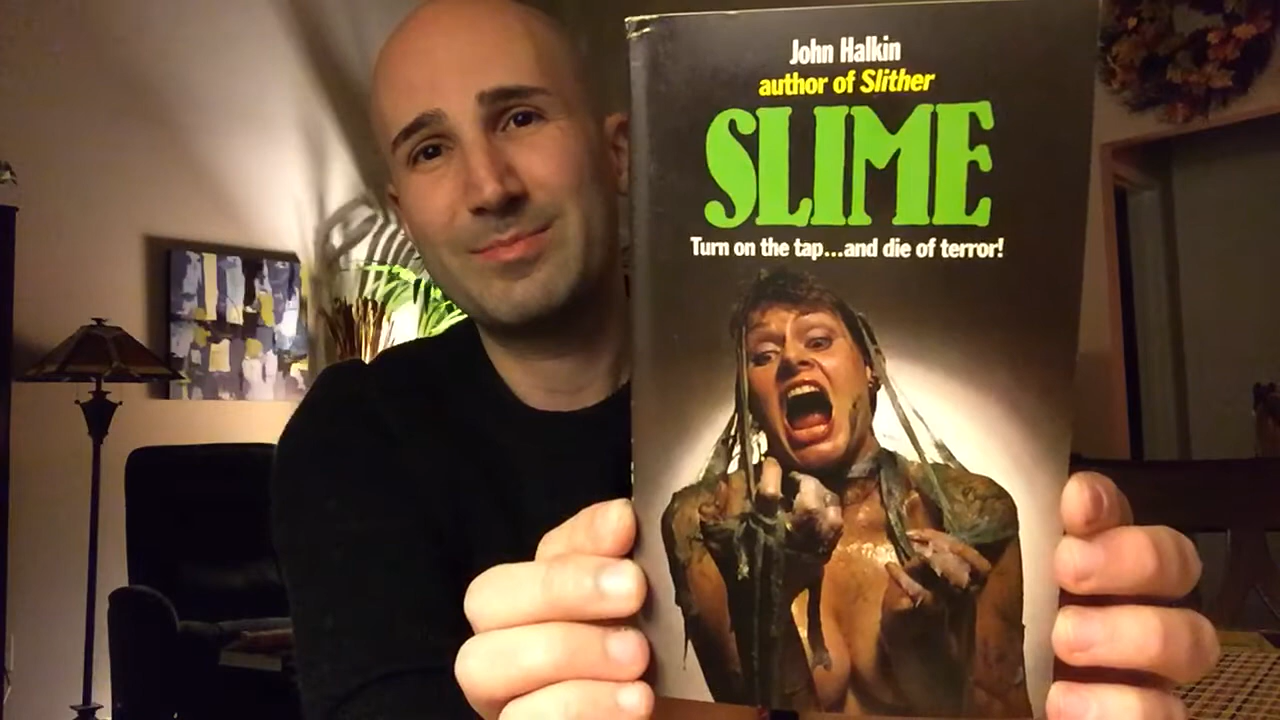 John Halkin
author of Slither
SLIME
Turn on the tap...and die of terror!